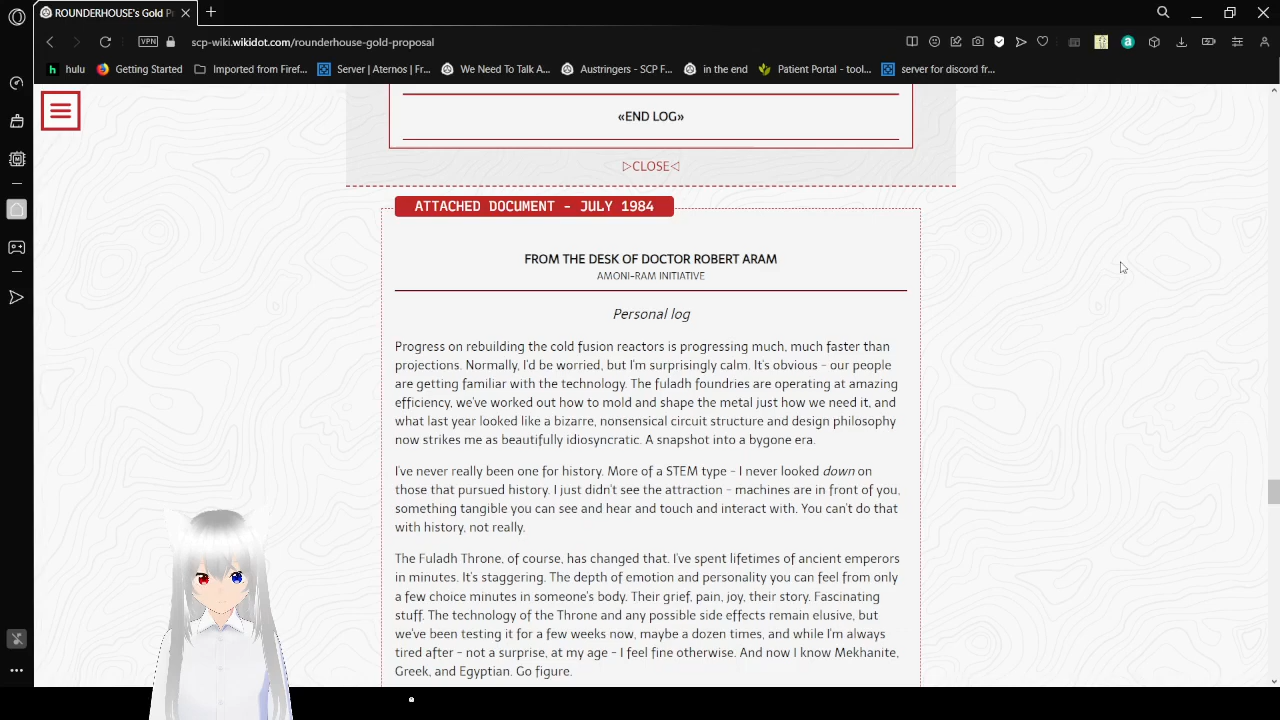 ROUNDERHOUSE's Gold P
VPN
scp-wiki.wikidot.com/rounderhouse-gold-proposal
hulu
Getting Started
Imported from Firef...
Server | Aternos | Fr...
We Need To Talk A...
Austringers - SCP F...
in the end
Patient Portal - tool...
server for discord fr...
«END LOG»
▷CLOSE◁
ATTACHED DOCUMENT - JULY 1984
FROM THE DESK OF DOCTOR ROBERT ARAM
AMONI-RAM INITIATIVE
Personal log
Progress on rebuilding the cold fusion reactors is progressing much, much faster than
projections. Normally, I'd be worried, but I'm surprisingly calm. It's obvious - our people
are getting familiar with the technology. The fuladh foundries are operating at amazing
efficiency, we've worked out how to mold and shape the metal just how we need it, and
what last year looked like a bizarre, nonsensical circuit structure and design philosophy
now strikes me as beautifully idiosyncratic. A snapshot into a bygone era.
I've never really been one for history. More of a STEM type - I never looked down on
those that pursued history. I just didn't see the attraction - machines are in front of you,
something tangible you can see and hear and touch and interact with. You can't do that
with history, not really.
The Fuladh Throne, of course, has changed that. I've spent lifetimes of ancient emperors
in minutes. It's staggering. The depth of emotion and personality you can feel from only
a few choice minutes in someone's body. Their grief, pain, joy, their story. Fascinating
stuff. The technology of the Throne and any possible side effects remain elusive, but
we've been testing it for a few weeks now, maybe a dozen times, and while I'm always
tired after - not a surprise, at my age - I feel fine otherwise. And now I know Mekhanite,
Greek, and Egyptian. Go figure.